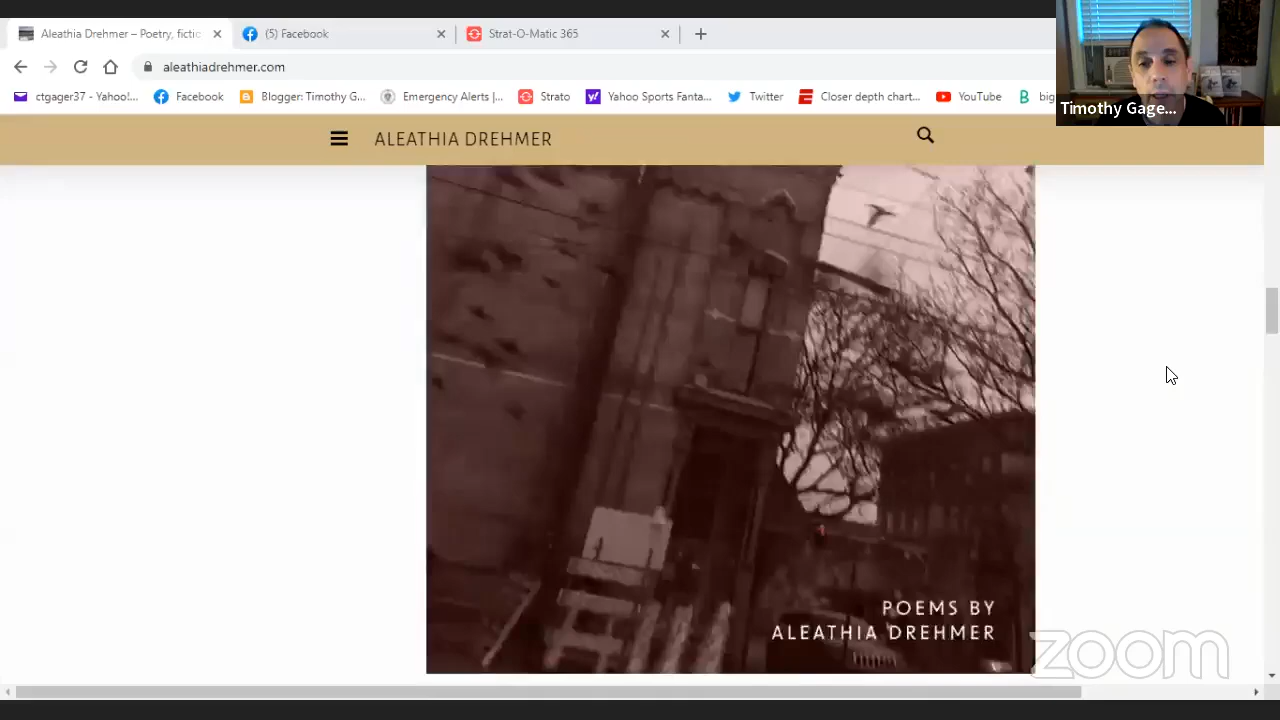 Aleathia Drehmer – Poetry, fictic
(5) Facebook
Strat-O-Matic 365
aleathiadrehmer.com
ctgager37 - Yahoo!...
Facebook
Blogger: Timothy G...
Emergency Alerts |...
Strato
Yahoo Sports Fanta...
Twitter
Closer depth chart...
YouTube
big
Timothy Gage...
ALEATHIA DREHMER
POEMS BY
ALEATHIA DREHMER
zoom